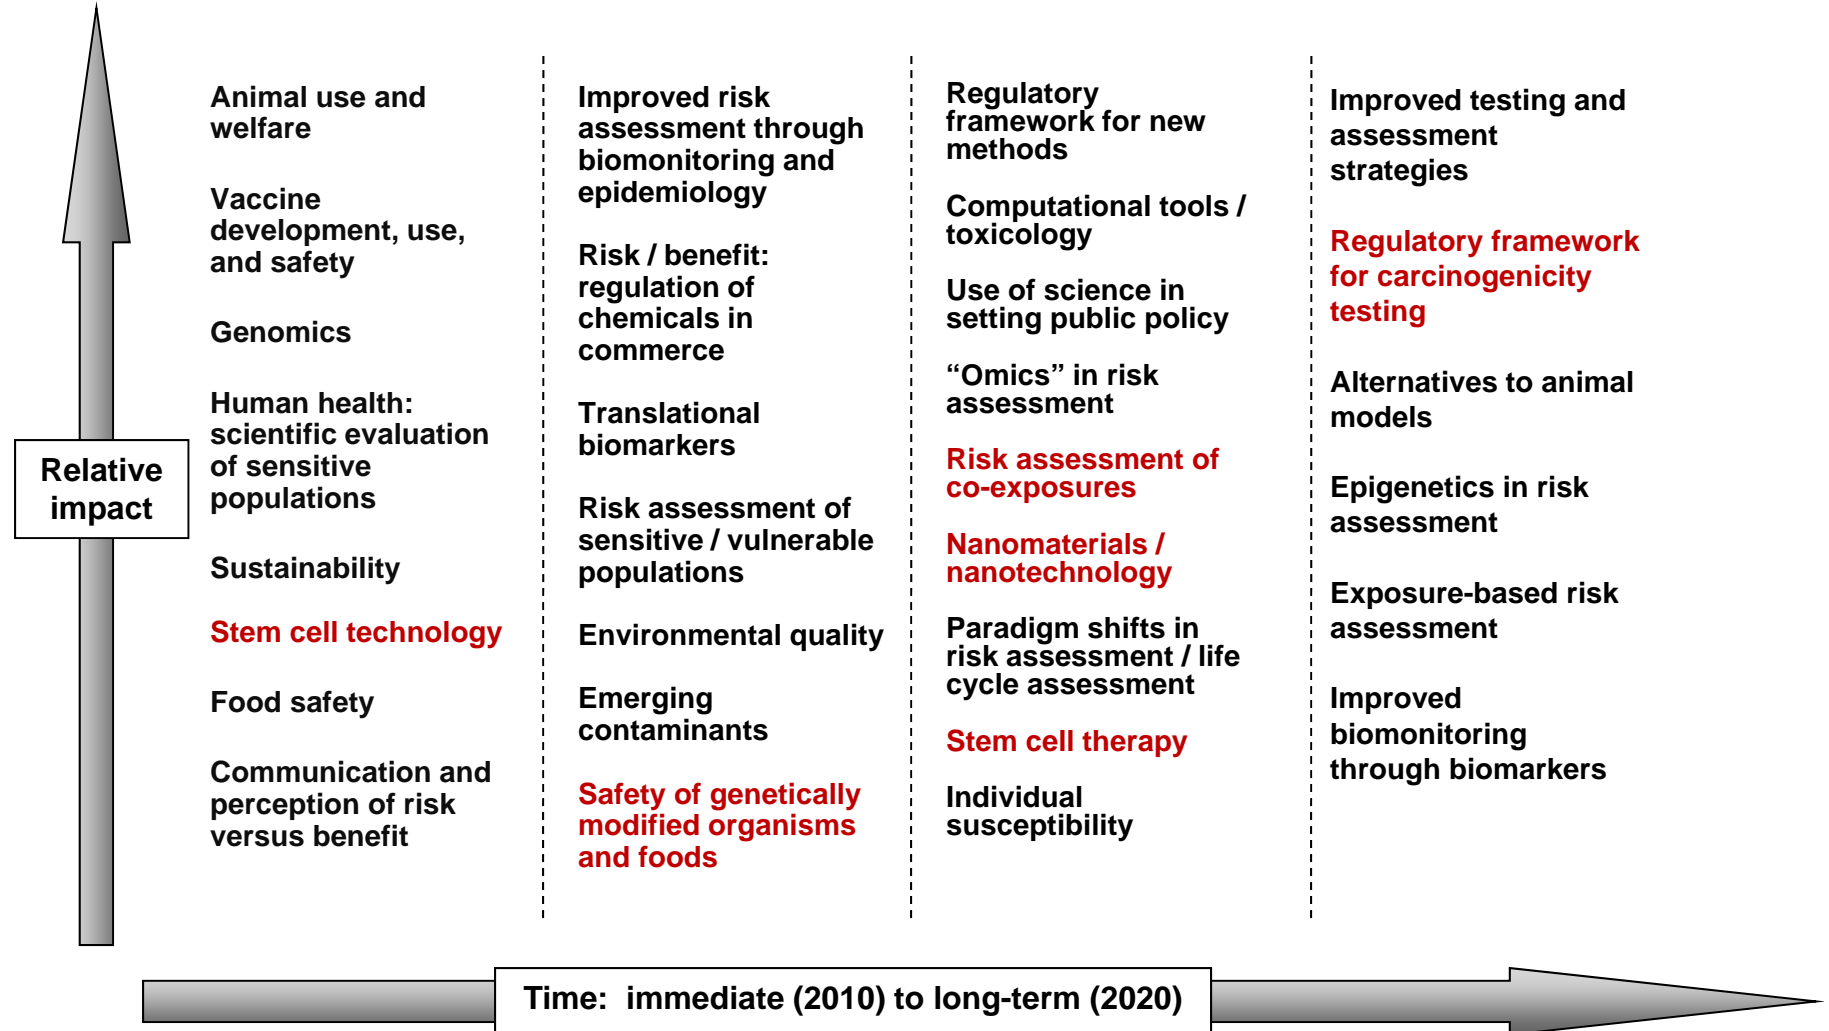 Relative
impact
Animal use and
welfare
Vaccine
development, use,
and safety
Genomics
Human health:
scientific evaluation
of sensitive
populations
Sustainability
Stem cell technology
Food safety
Communication and
perception of risk
versus benefit
Improved risk
assessment through
biomonitoring and
epidemiology
Risk / benefit:
regulation of
chemicals in
commerce
Translational
biomarkers
Risk assessment of
sensitive / vulnerable
populations
Environmental quality
Emerging
contaminants
Safety of genetically
modified organisms
and foods
Regulatory
framework for new
methods
Computational tools /
toxicology
Use of science in
setting public policy
“Omics” in risk
assessment
Risk assessment of
co-exposures
Nanomaterials /
nanotechnology
Paradigm shifts in
risk assessment / life
cycle assessment
Stem cell therapy
Individual
susceptibility
Improved testing and
assessment
strategies
Regulatory framework
for carcinogenicity
testing
Alternatives to animal
models
Epigenetics in risk
assessment
Exposure-based risk
assessment
Improved
biomonitoring
through biomarkers
Time: immediate (2010) to long-term (2020)